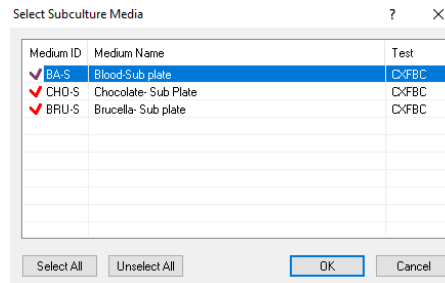 Select Subculture Media ? ×
Medium ID Medium Name Test
BA-S Blood-Sub plate CXFBC
CHO-S Chocolate- Sub Plate CXFBC
BRU-S Brucella- Sub plate CXFBC
Select All Unselect All OK Cancel